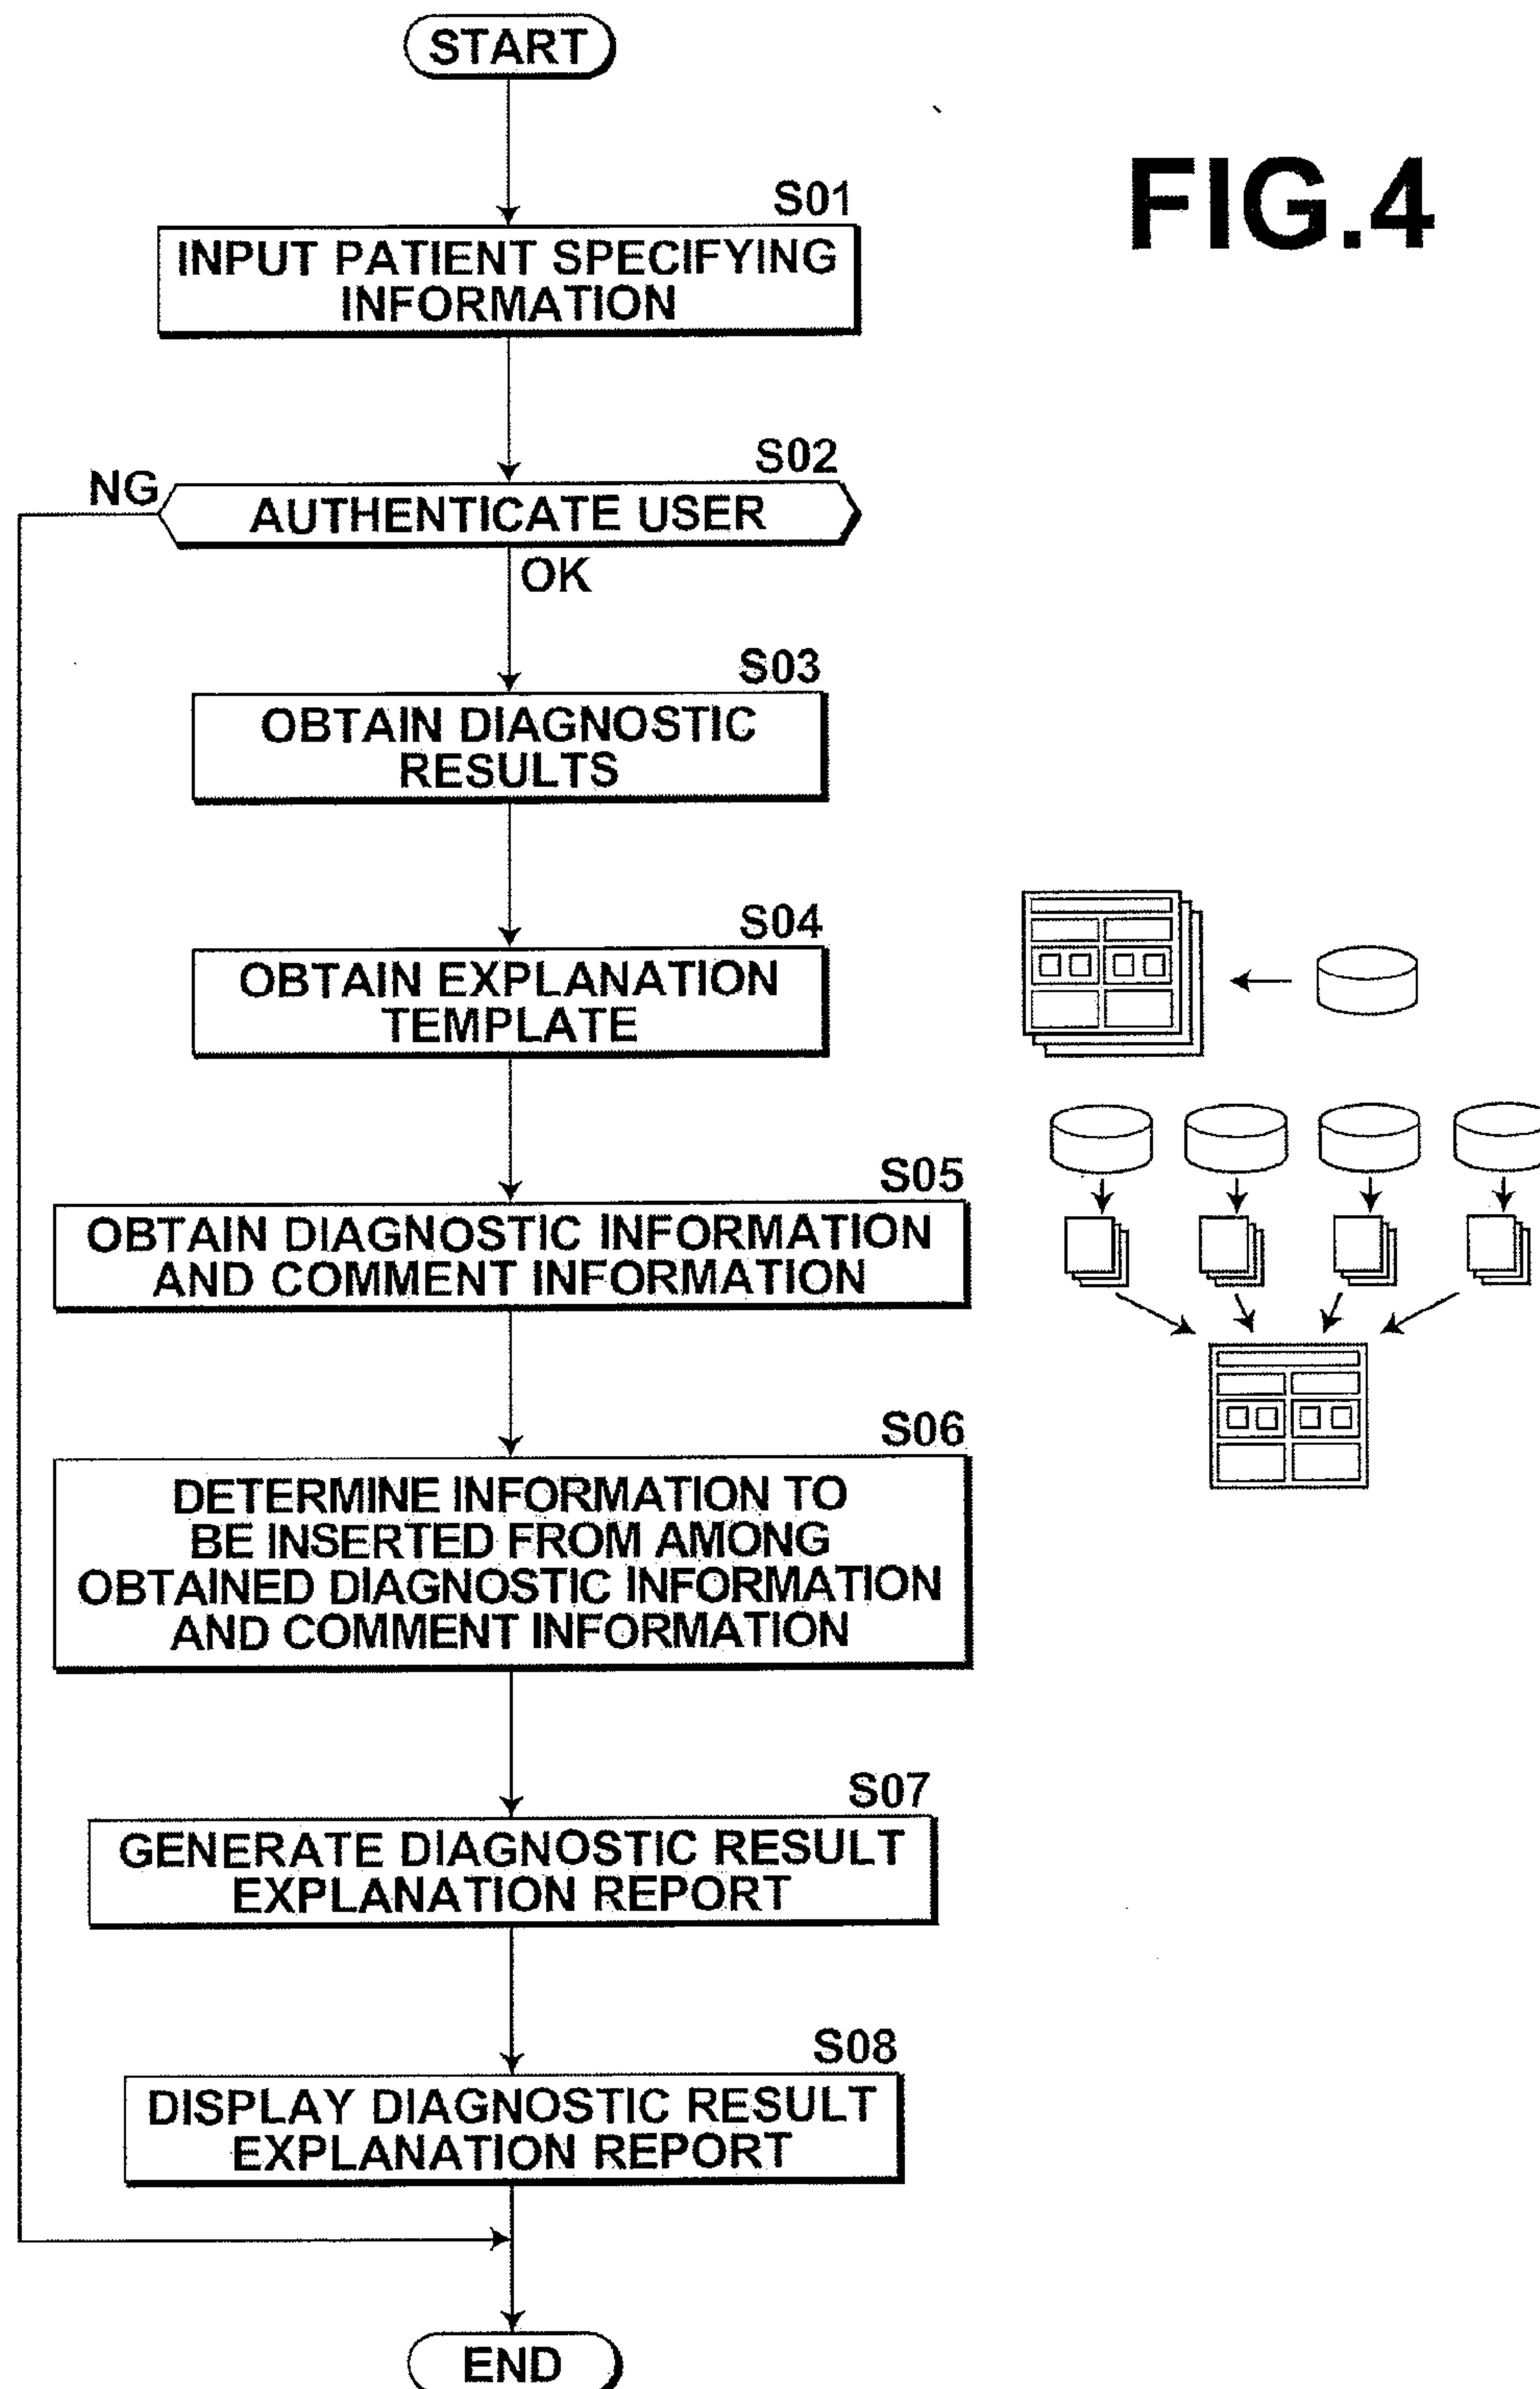 START
FIG.4
S01
INPUT PATIENT SPECIFYING
INFORMATION
S02
NG
AUTHENTICATE USER
OK
S03
OBTAIN DIAGNOSTIC
RESULTS
S04
OBTAIN EXPLANATION
TEMPLATE
S05
OBTAIN DIAGNOSTIC INFORMATION
AND COMMENT INFORMATION
S06
DETERMINE INFORMATION TO
BE INSERTED FROM AMONG
OBTAINED DIAGNOSTIC INFORMATION
AND COMMENT INFORMATION
S07
GENERATE DIAGNOSTIC RESULT
EXPLANATION REPORT
S08
DISPLAY DIAGNOSTIC RESULT
EXPLANATION REPORT
END